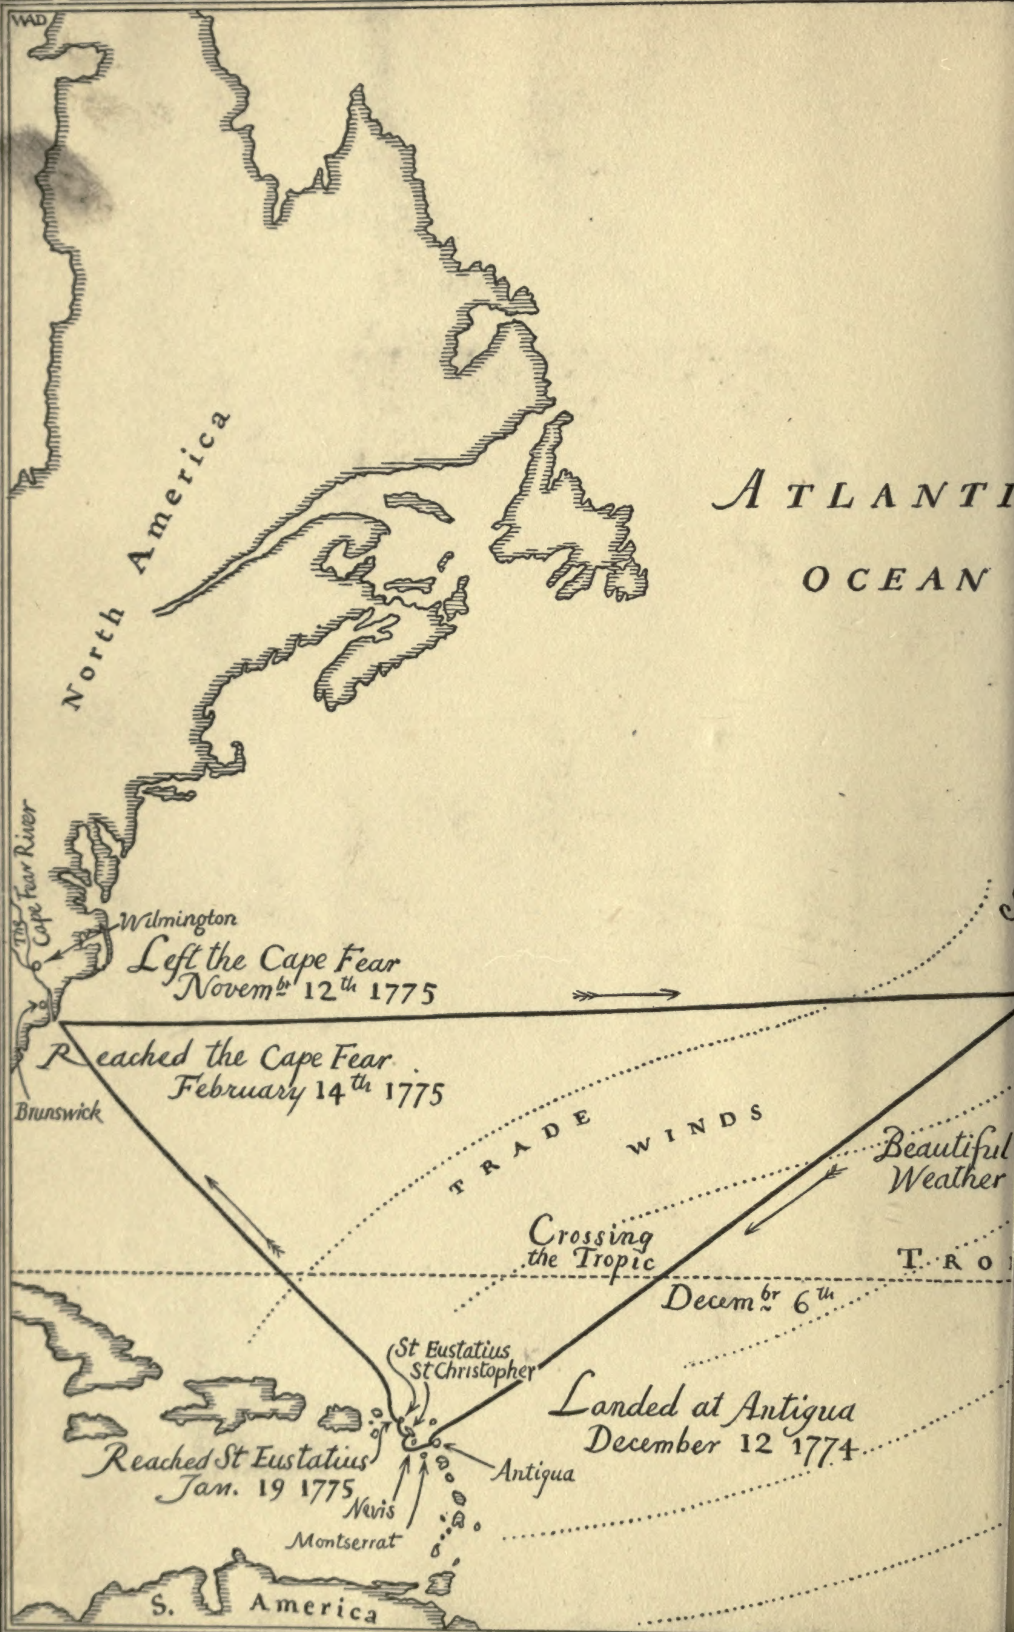 WAD
North America
ATLANTI
OCEAN
The
Cape Fear River
Wilmington
Left the Cape Fear
Novembr 12th 1775
Reached the Cape Fear
February 14th 1775
Brunswick
TRADE WINDS
Beautiful
Weather
Crossing
the Tropic
TRO
Decembr 6th
St Eustatius
St Christopher
Landed at Antigua
December 12 1774
Reached St Eustatius
Jan. 19 1775
Antigua
Nevis
Montserrat
S. America